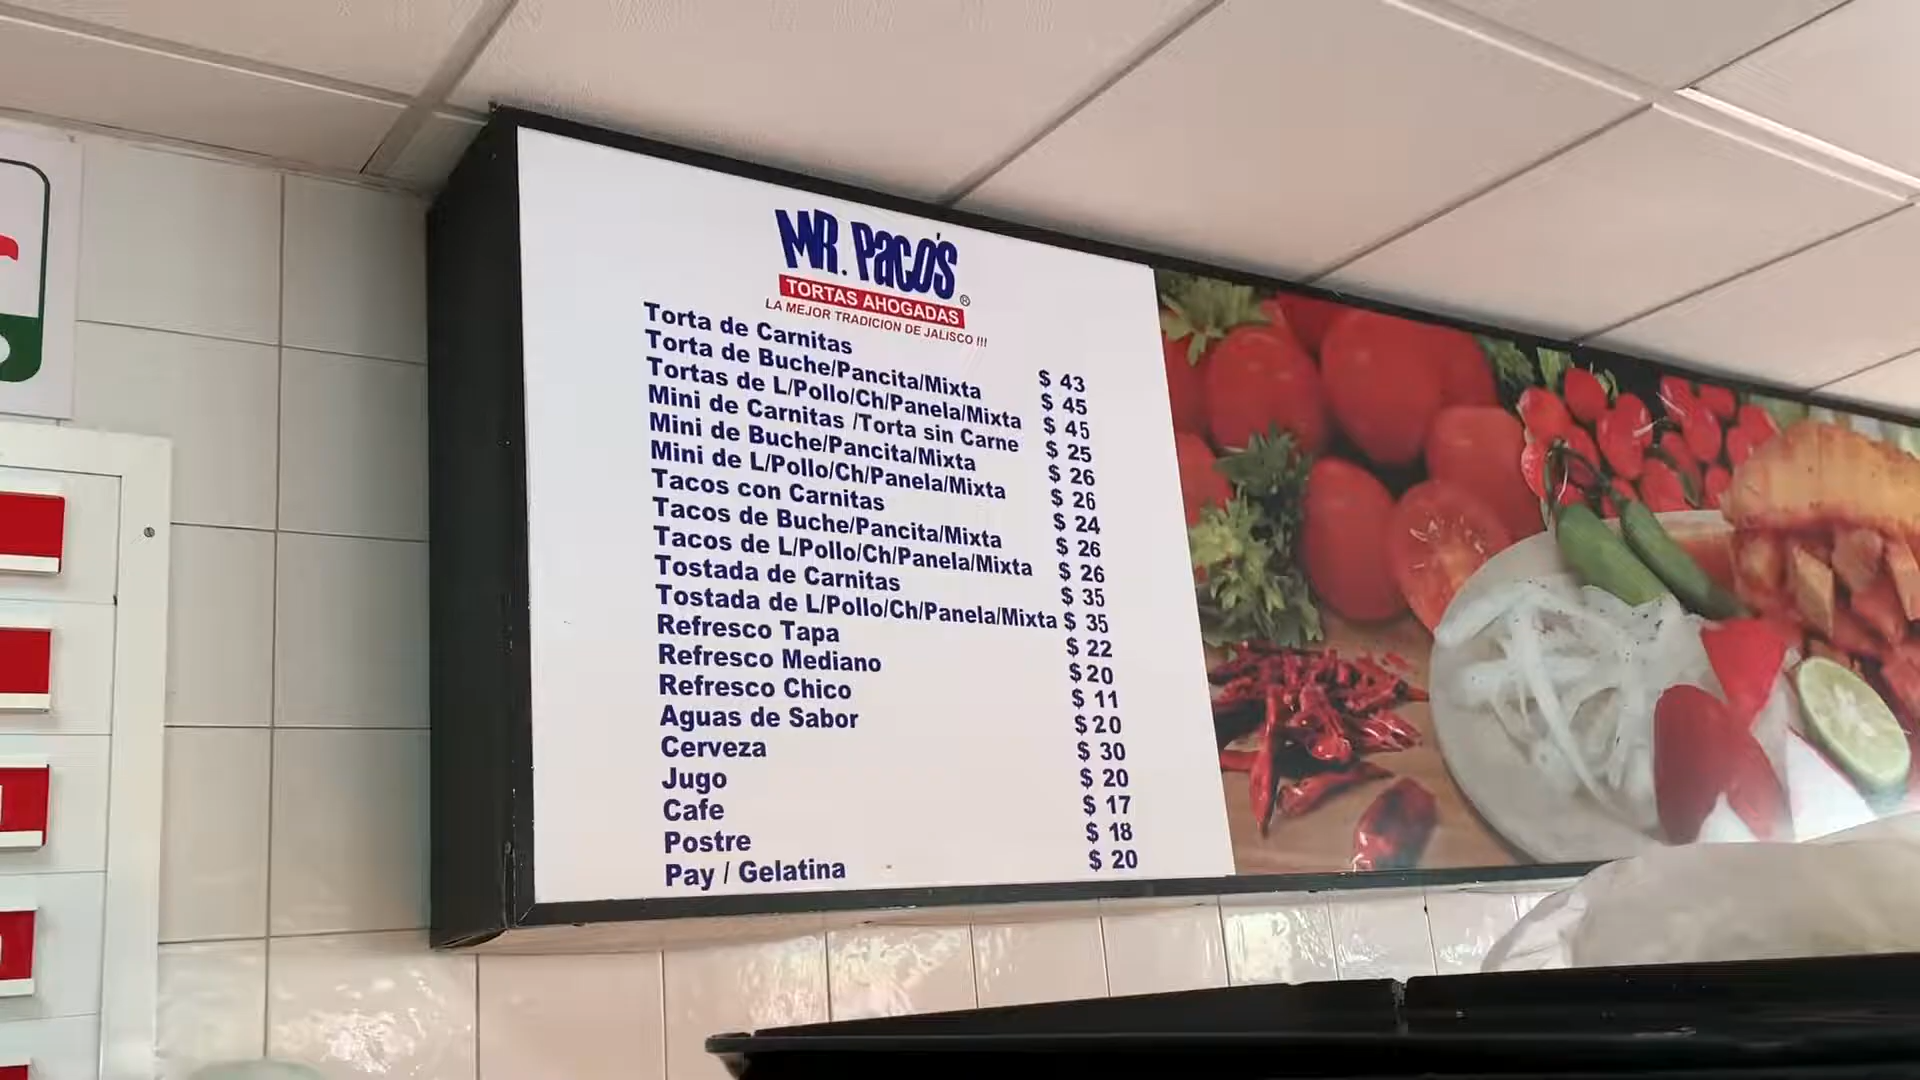 MR. PACO'S ®
TORTAS AHOGADAS
LA MEJOR TRADICION DE JALISCO !!!
Torta de Carnitas $ 43
Torta de Buche/Pancita/Mixta $ 45
Tortas de L/Pollo/Ch/Panela/Mixta $ 45
Mini de Carnitas /Torta sin Carne $ 25
Mini de Buche/Pancita/Mixta $ 26
Mini de L/Pollo/Ch/Panela/Mixta $ 26
Tacos con Carnitas $ 24
Tacos de Buche/Pancita/Mixta $ 26
Tacos de L/Pollo/Ch/Panela/Mixta $ 26
Tostada de Carnitas $ 35
Tostada de L/Pollo/Ch/Panela/Mixta $ 35
Refresco Tapa $ 22
Refresco Mediano $ 20
Refresco Chico $ 11
Aguas de Sabor $ 20
Cerveza $ 30
Jugo $ 20
Cafe $ 17
Postre $ 18
Pay / Gelatina $ 20